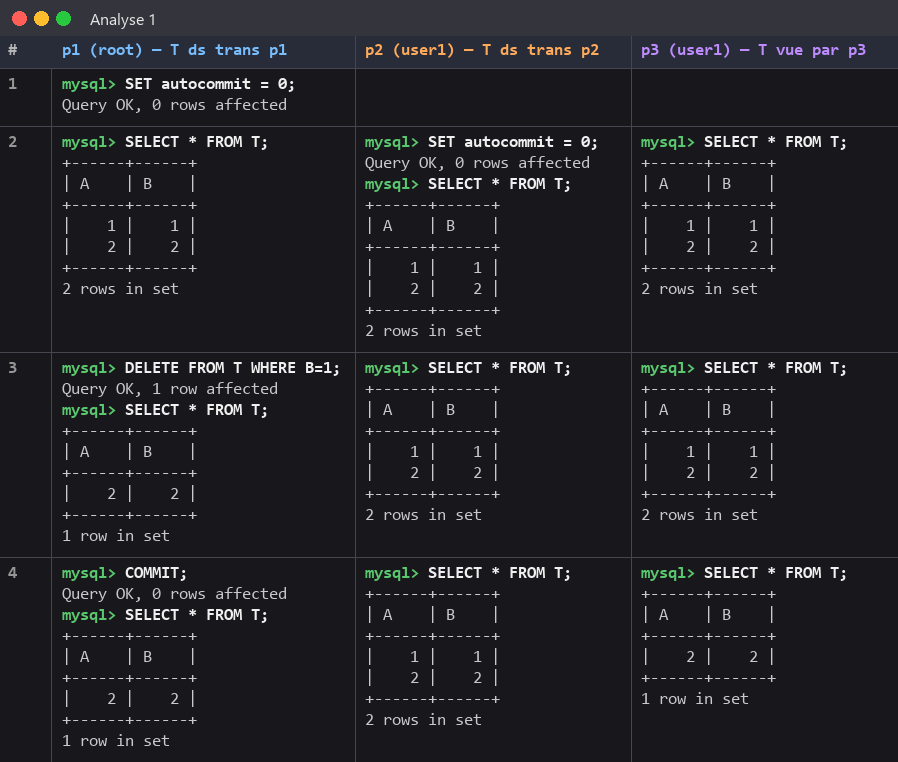 Analyse 1
# p1 (root) — T ds trans p1 p2 (user1) — T ds trans p2 p3 (user1) — T vue par p3
1
mysql> SET autocommit = 0;
Query OK, 0 rows affected
2
mysql> SELECT * FROM T;
+------+------+
| A    | B    |
+------+------+
|    1 |    1 |
|    2 |    2 |
+------+------+
2 rows in set
mysql> SET autocommit = 0;
Query OK, 0 rows affected
mysql> SELECT * FROM T;
+------+------+
| A    | B    |
+------+------+
|    1 |    1 |
|    2 |    2 |
+------+------+
2 rows in set
mysql> SELECT * FROM T;
+------+------+
| A    | B    |
+------+------+
|    1 |    1 |
|    2 |    2 |
+------+------+
2 rows in set
3
mysql> DELETE FROM T WHERE B=1;
Query OK, 1 row affected
mysql> SELECT * FROM T;
+------+------+
| A    | B    |
+------+------+
|    2 |    2 |
+------+------+
1 row in set
mysql> SELECT * FROM T;
+------+------+
| A    | B    |
+------+------+
|    1 |    1 |
|    2 |    2 |
+------+------+
2 rows in set
mysql> SELECT * FROM T;
+------+------+
| A    | B    |
+------+------+
|    1 |    1 |
|    2 |    2 |
+------+------+
2 rows in set
4
mysql> COMMIT;
Query OK, 0 rows affected
mysql> SELECT * FROM T;
+------+------+
| A    | B    |
+------+------+
|    2 |    2 |
+------+------+
1 row in set
mysql> SELECT * FROM T;
+------+------+
| A    | B    |
+------+------+
|    1 |    1 |
|    2 |    2 |
+------+------+
2 rows in set
mysql> SELECT * FROM T;
+------+------+
| A    | B    |
+------+------+
|    2 |    2 |
+------+------+
1 row in set